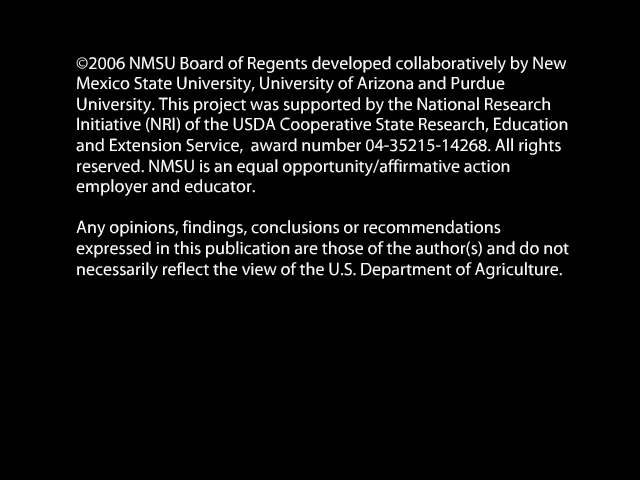 ©2006 NMSU Board of Regents developed collaboratively by New
Mexico State University, University of Arizona and Purdue
University. This project was supported by the National Research
Initiative (NRI) of the USDA Cooperative State Research, Education
and Extension Service,  award number 04-35215-14268. All rights
reserved. NMSU is an equal opportunity/affirmative action
employer and educator.
Any opinions, findings, conclusions or recommendations
expressed in this publication are those of the author(s) and do not
necessarily reflect the view of the U.S. Department of Agriculture.